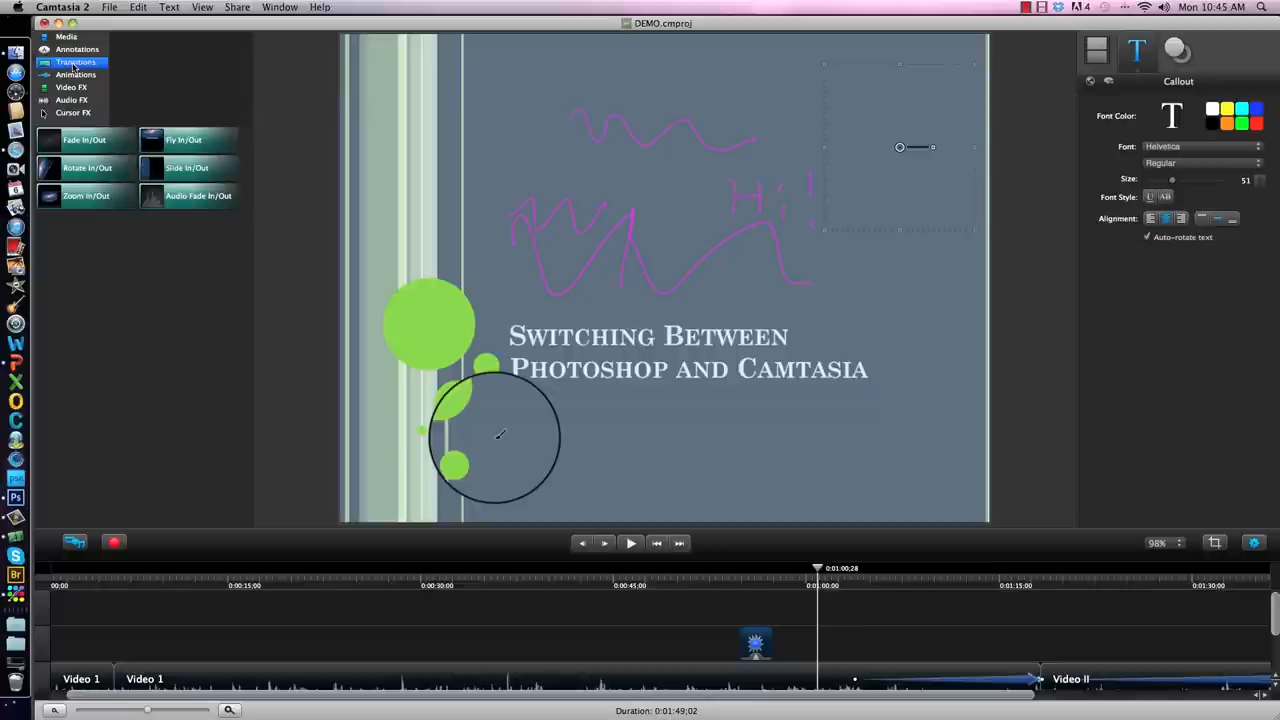 Camtasia 2 File Edit Text View Share Window Help
4 Mon 10:45 AM
DEMO.cmproj
Media
Annotations
Transitions
Animations
Video FX
Audio FX
Cursor FX
Fade In/Out Fly In/Out
Rotate In/Out Slide In/Out
Zoom In/Out Audio Fade In/Out
Hi!
Switching Between
Photoshop and Camtasia
T
Callout
Font Color: T
Font: Helvetica
Regular
Size: 51
Font Style: U AB
Alignment:
Auto-rotate text
98%
0:01:00;28
00;00 0:00:15;00 0:00:30;00 0:00:45;00 0:01:00;00 0:01:15;00 0:01:30;00
Video 1 Video 1 Video II
Duration: 0:01:49;02